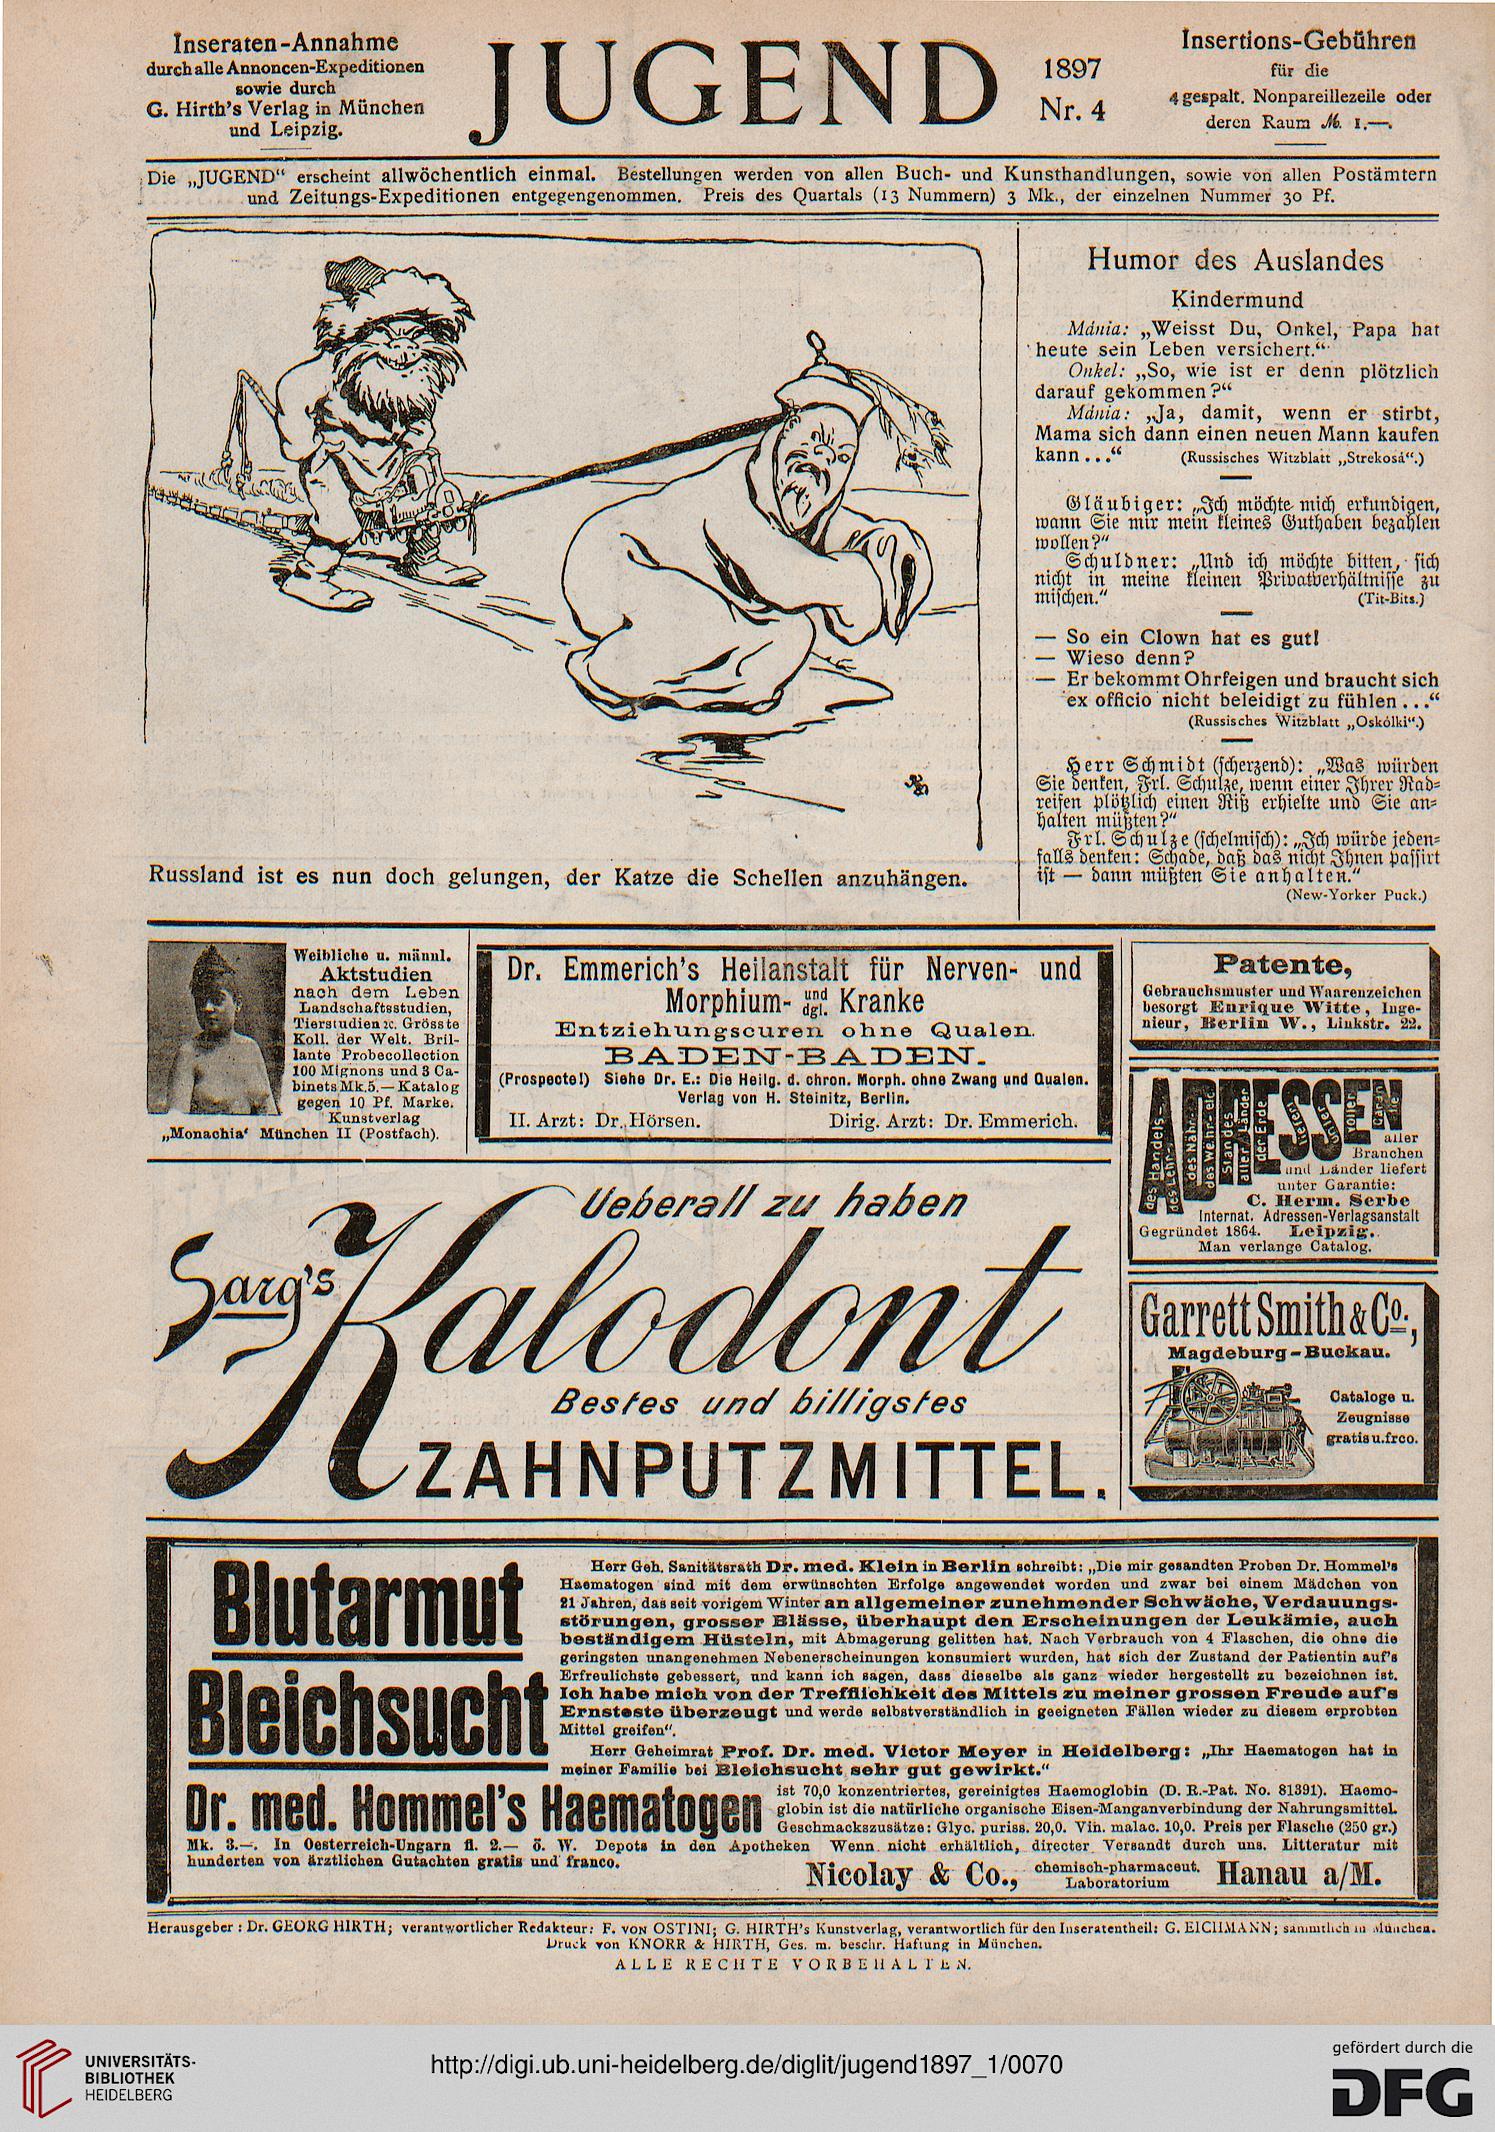 Inseraten-Annahme
durch alle Annoncen-Expeditionen
sowie durch
G. Hirth's Verlag in München
und Leipzig.
JUGEND
1897
Nr. 4
Insertions-Gebühren
für die
4 gespalt. Nonpareillezeile oder
deren Raum M. 1.—.
Die „JUGEND“ erscheint allwöchentlich einmal. Bestellungen werden von allen Buch- und Kunsthandlungen, sowie von allen Postämtern
und Zeitungs-Expeditionen entgegengenommen. Preis des Quartals (13 Nummern) 3 Mk., der einzelnen Nummer 30 Pf.
Russland ist es nun doch gelungen, der Katze die Schellen anzuhängen.
Humor des Auslandes
Kindermund
Mánia: „Weisst Du, Onkel, Papa hat
heute sein Leben versichert.“
Onkel: „So, wie ist er denn plötzlich
darauf gekommen?“
Mánia: „Ja, damit, wenn er stirbt,
Mama sich dann einen neuen Mann kaufen
kann ...“ (Russisches Witzblatt „Strekosá“.)
Gläubiger: „Ich möchte mich erkundigen,
wann Sie mir mein kleines Guthaben bezahlen
wollen?“
Schuldner: „Und ich möchte bitten, sich
nicht in meine kleinen Privatverhältnisse zu
mischen.“ (Tit-Bits.)
— So ein Clown hat es gut!
— Wieso denn?
— Er bekommt Ohrfeigen und braucht sich
ex officio nicht beleidigt zu fühlen ...“
(Russisches Witzblatt „Oskólki“.)
Herr Schmidt (scherzend): „Was würden
Sie denken, Frl. Schulze, wenn einer Ihrer Rad-
reifen plötzlich einen Riß erhielte und Sie an-
halten müßten?“
Frl. Schulze (schelmisch): „Ich würde jeden-
falls denken: Schade, daß das nicht Ihnen passirt
ist — dann müßten Sie anhalten.“
(New-Yorker Puck.)
Weibliche u. männl.
Aktstudien
nach dem Leben
Landschaftsstudien,
Tierstudien zc. Grösste
Koll. der Welt. Bril-
lante Probecollection
100 Mignons und 3 Ca-
binets Mk. 5.— Katalog
gegen 10 Pf. Marke.
Kunstverlag
„Monachia‘ München II (Postfach).
Dr. Emmerich's Heilanstalt für Nerven- und
Morphium- und dgl. Kranke
Entziehungscuren ohne Qualen.
BADEN-BADEN.
(Prospecte!) Siehe Dr. E.: Die Heilg. d. chron. Morph. ohne Zwang und Qualen.
Verlag von H. Steinitz, Berlin.
II. Arzt: Dr. Hörsen. Dirig. Arzt: Dr. Emmerich.
Patente,
Gebrauchsmuster und Waarenzeichen
besorgt Enrique Witte, Inge-
nieur, Berlin W., Linkstr. 22.
ADRESSEN
des Handels-
des Lehr-,
des Nähr-
des Wehr- etc.
Standes
aller Länder
der Erde
aller
Branchen
und Länder liefert
unter Garantie:
C. Herm. Serbe
Internat. Adressen-Verlagsanstalt
Gegründet 1864. Leipzig.
Man verlange Catalog.
Ueberall zu haben
Sarg's Kalodont
Bestes und billigstes
ZAHNPUTZMITTEL.
Garrett Smith & Co.,
Magdeburg-Buckau.
Cataloge u.
Zeugnisse
gratis u. frco.
Blutarmut
Bleichsucht
Herr Geh. Sanitätsrath Dr. med. Klein in Berlin schreibt: „Die mir gesandten Proben Dr. Hommel's
Haematogen sind mit dem erwünschten Erfolge angewendet worden und zwar bei einem Mädchen von
21 Jahren, das seit vorigem Winter an allgemeiner zunehmender Schwäche, Verdauungs-
störungen, grosser Blässe, überhaupt den Erscheinungen der Leukämie, auch
beständigem Hüsteln, mit Abmagerung gelitten hat. Nach Verbrauch von 4 Flaschen, die ohne die
geringsten unangenehmen Nebenerscheinungen konsumiert wurden, hat sich der Zustand der Patientin auf's
Erfreulichste gebessert, und kann ich sagen, dass dieselbe als ganz wieder hergestellt zu bezeichnen ist.
Ich habe mich von der Trefflichkeit des Mittels zu meiner grossen Freude auf's
Ernsteste überzeugt und werde selbstverständlich in geeigneten Fällen wieder zu diesem erprobten
Mittel greifen“.
Herr Geheimrat Prof. Dr. med. Victor Meyer in Heidelberg: „Ihr Haematogen hat in
meiner Familie bei Bleichsucht sehr gut gewirkt.“
Dr. med. Hommel's Haematogen
ist 70,0 konzentriertes, gereinigtes Haemoglobin (D. R.-Pat. No. 81391). Haemo-
globin ist die natürliche organische Eisen-Manganverbindung der Nahrungsmittel.
Geschmackszusätze: Glyc. puriss. 20,0. Vin. malac. 10,0. Preis per Flasche (250 gr.)
Mk. 3.—. In Oesterreich-Ungarn fl. 2.— ö. W. Depots in den Apotheken Wenn nicht erhältlich, directer Versandt durch uns. Litteratur mit
hunderten von ärztlichen Gutachten gratis und franco.
Nicolay & Co., chemisch-pharmaceut. Laboratorium Hanau a/M.
Herausgeber: Dr. GEORG HIRTH; verantwortlicher Redakteur: F. VON OSTINI; G. HIRTH's Kunstverlag, verantwortlich für den Inseratentheil: G. EICHMANN; sämmtlich in München.
Druck von KNORR & HIRTH, Ges. m. beschr. Haftung in München.
ALLE RECHTE VORBEHALTEN.
UNIVERSITÄTS-
BIBLIOTHEK
HEIDELBERG
http://digi.ub.uni-heidelberg.de/diglit/jugend1897_1/0070
gefördert durch die
DFG